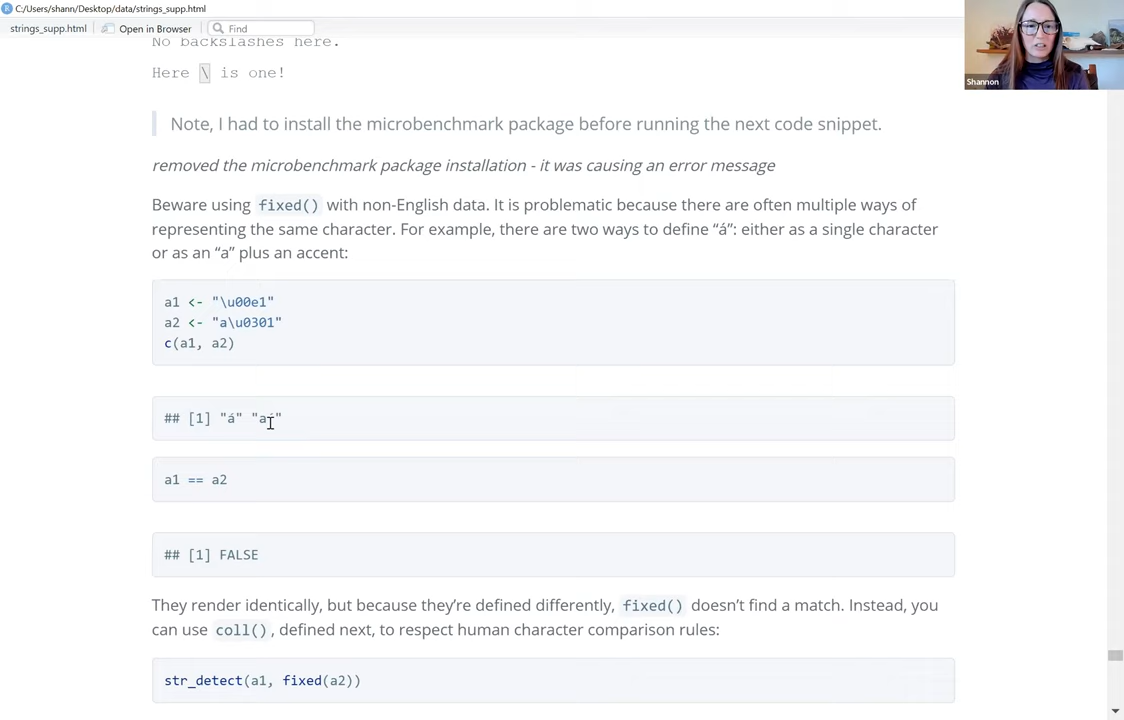 C:/Users/shann/Desktop/data/strings_supp.html
strings_supp.html Open in Browser Find
No backslashes here.
Here \ is one!
Note, I had to install the microbenchmark package before running the next code snippet.
removed the microbenchmark package installation - it was causing an error message
Beware using fixed() with non-English data. It is problematic because there are often multiple ways of
representing the same character. For example, there are two ways to define “á”: either as a single character
or as an “a” plus an accent:
a1 <- "\u00e1"
a2 <- "a\u0301"
c(a1, a2)
## [1] "á" "á"
a1 == a2
## [1] FALSE
They render identically, but because they’re defined differently, fixed() doesn’t find a match. Instead, you
can use coll(), defined next, to respect human character comparison rules:
str_detect(a1, fixed(a2))
Shannon